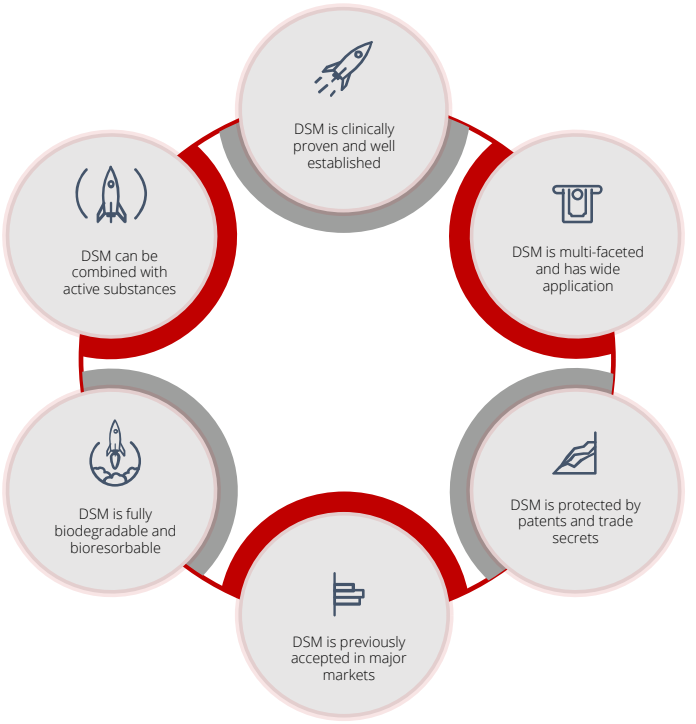 DSM is clinically
proven and well
established
DSM is multi-faceted
and has wide
application
DSM is protected by
patents and trade
secrets
DSM is previously
accepted in major
markets
DSM is fully
biodegradable and
bioresorbable
DSM can be
combined with
active substances